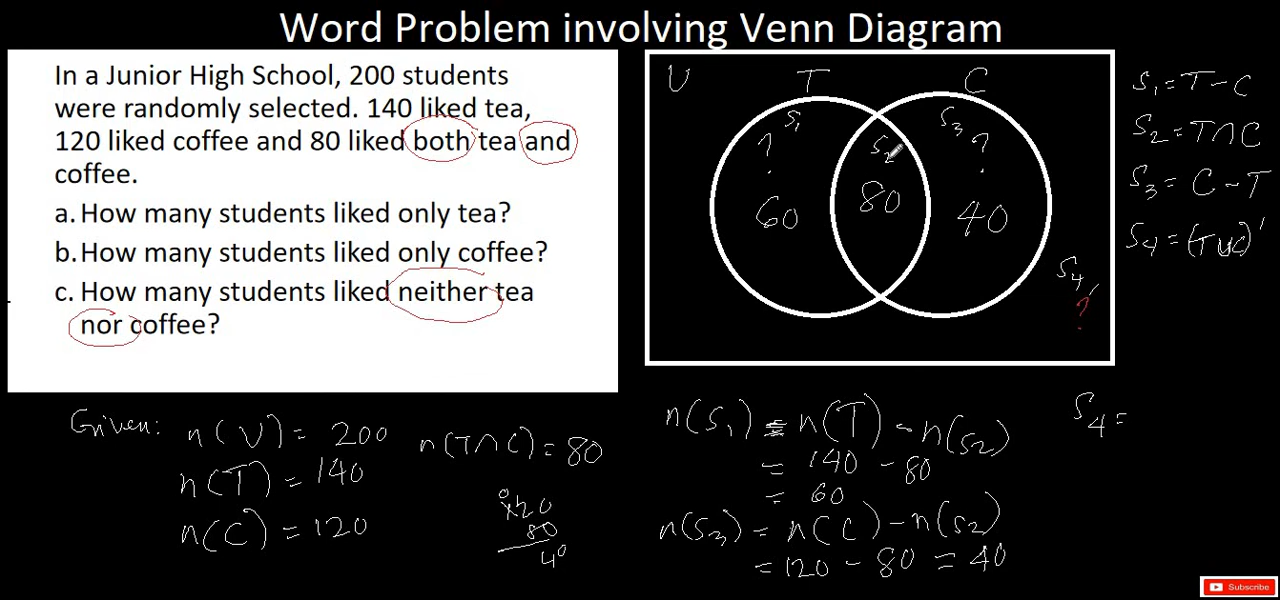 Word Problem involving Venn Diagram
In a Junior High School, 200 students
were randomly selected. 140 liked tea,
120 liked coffee and 80 liked both tea and
coffee.
a. How many students liked only tea?
b. How many students liked only coffee?
c. How many students liked neither tea
nor coffee?
U T C
S1 S2 S3
? ?
60 80 40
S4
?
S1 = T - C
S2 = T∩C
S3 = C - T
S4 = (TUC)'
Given: n(U) = 200
n(T) = 140
n(C) = 120
n(T∩C) = 80
120
80
40
n(S1) = n(T) - n(S2)
= 140 - 80
= 60
n(S3) = n(C) - n(S2)
= 120 - 80 = 40
S4 =
Subscribe